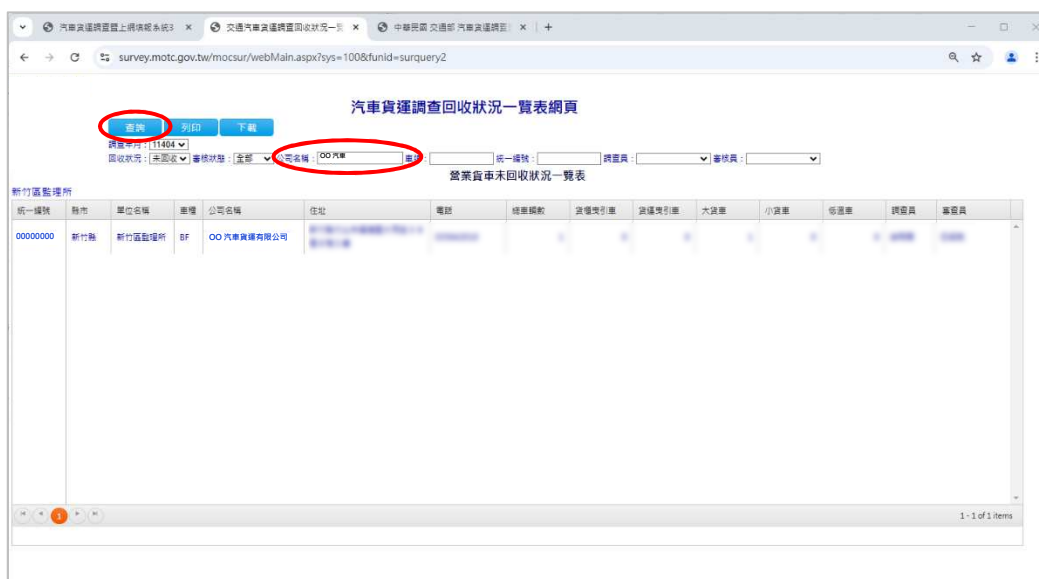 汽車貨運調查暨上網填報系統3
交通汽車貨運調查回收狀況一
中華民國 交通部 汽車貨運調查
survey.motc.gov.tw/mocsur/webMain.aspx?sys=100&funid=surquery2
汽車貨運調查回收狀況一覽表網頁
查詢 列印 下載
調查年月：11404
回收狀況：未回收 審核狀態：全部 公司名稱：OO汽車 統一編號： 調查員： 審核員：
營業貨車未回收狀況一覽表
新竹區監理所
統一編號 縣市 單位名稱 車種 公司名稱 住址 電話 總車輛數 貨櫃曳引車 貨運曳引車 大貨車 小貨車 低溫車 調查員 審查員
00000000 新竹縣 新竹區監理所 BF OO汽車貨運有限公司
1
1 - 1 of 1 items